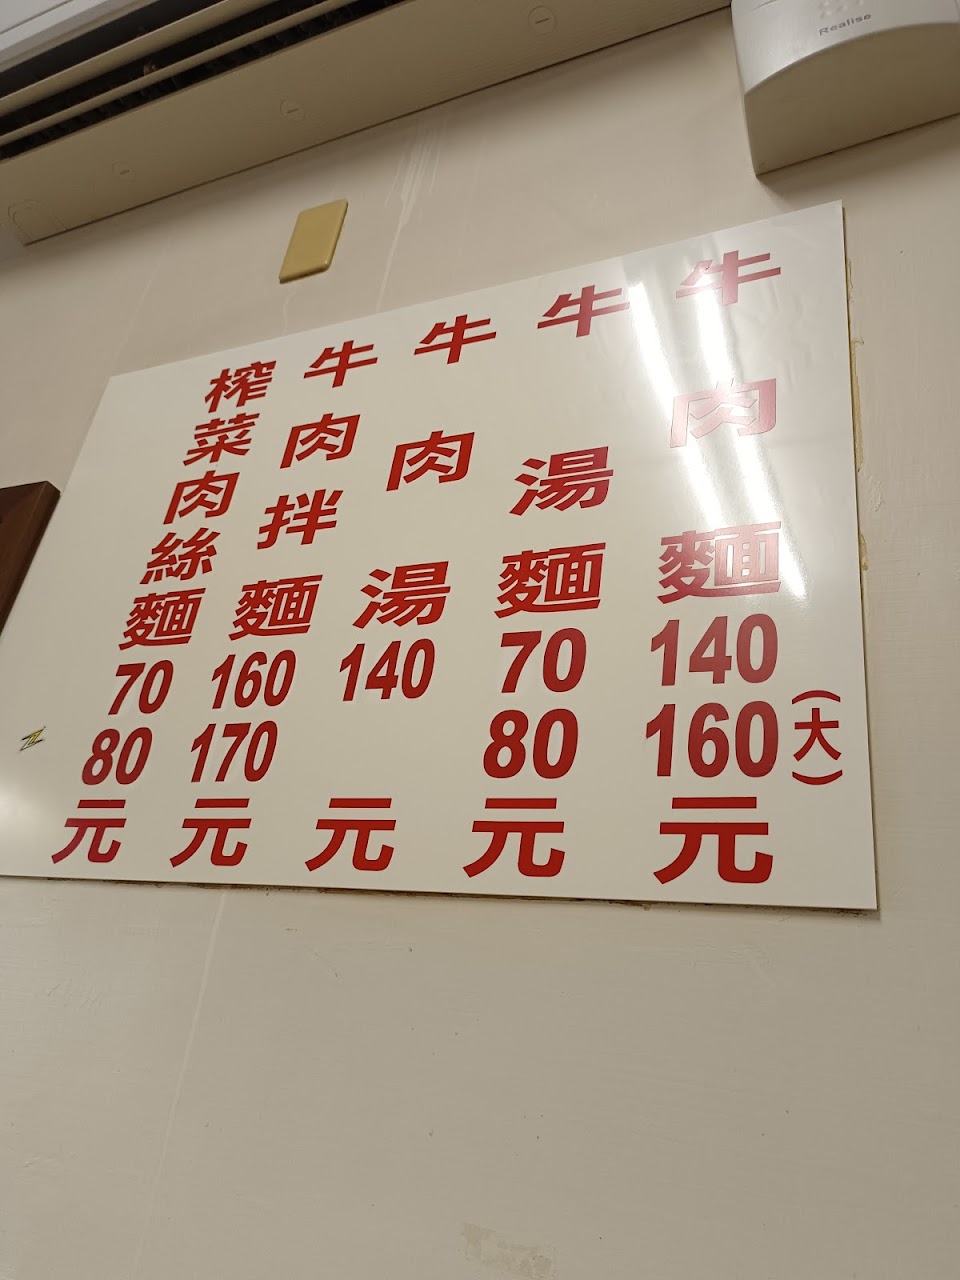 Realise
牛肉麵 140 160(大) 元
牛湯麵 70 80 元
牛肉湯 140 元
牛肉拌麵 160 170 元
榨菜肉絲麵 70 80 元